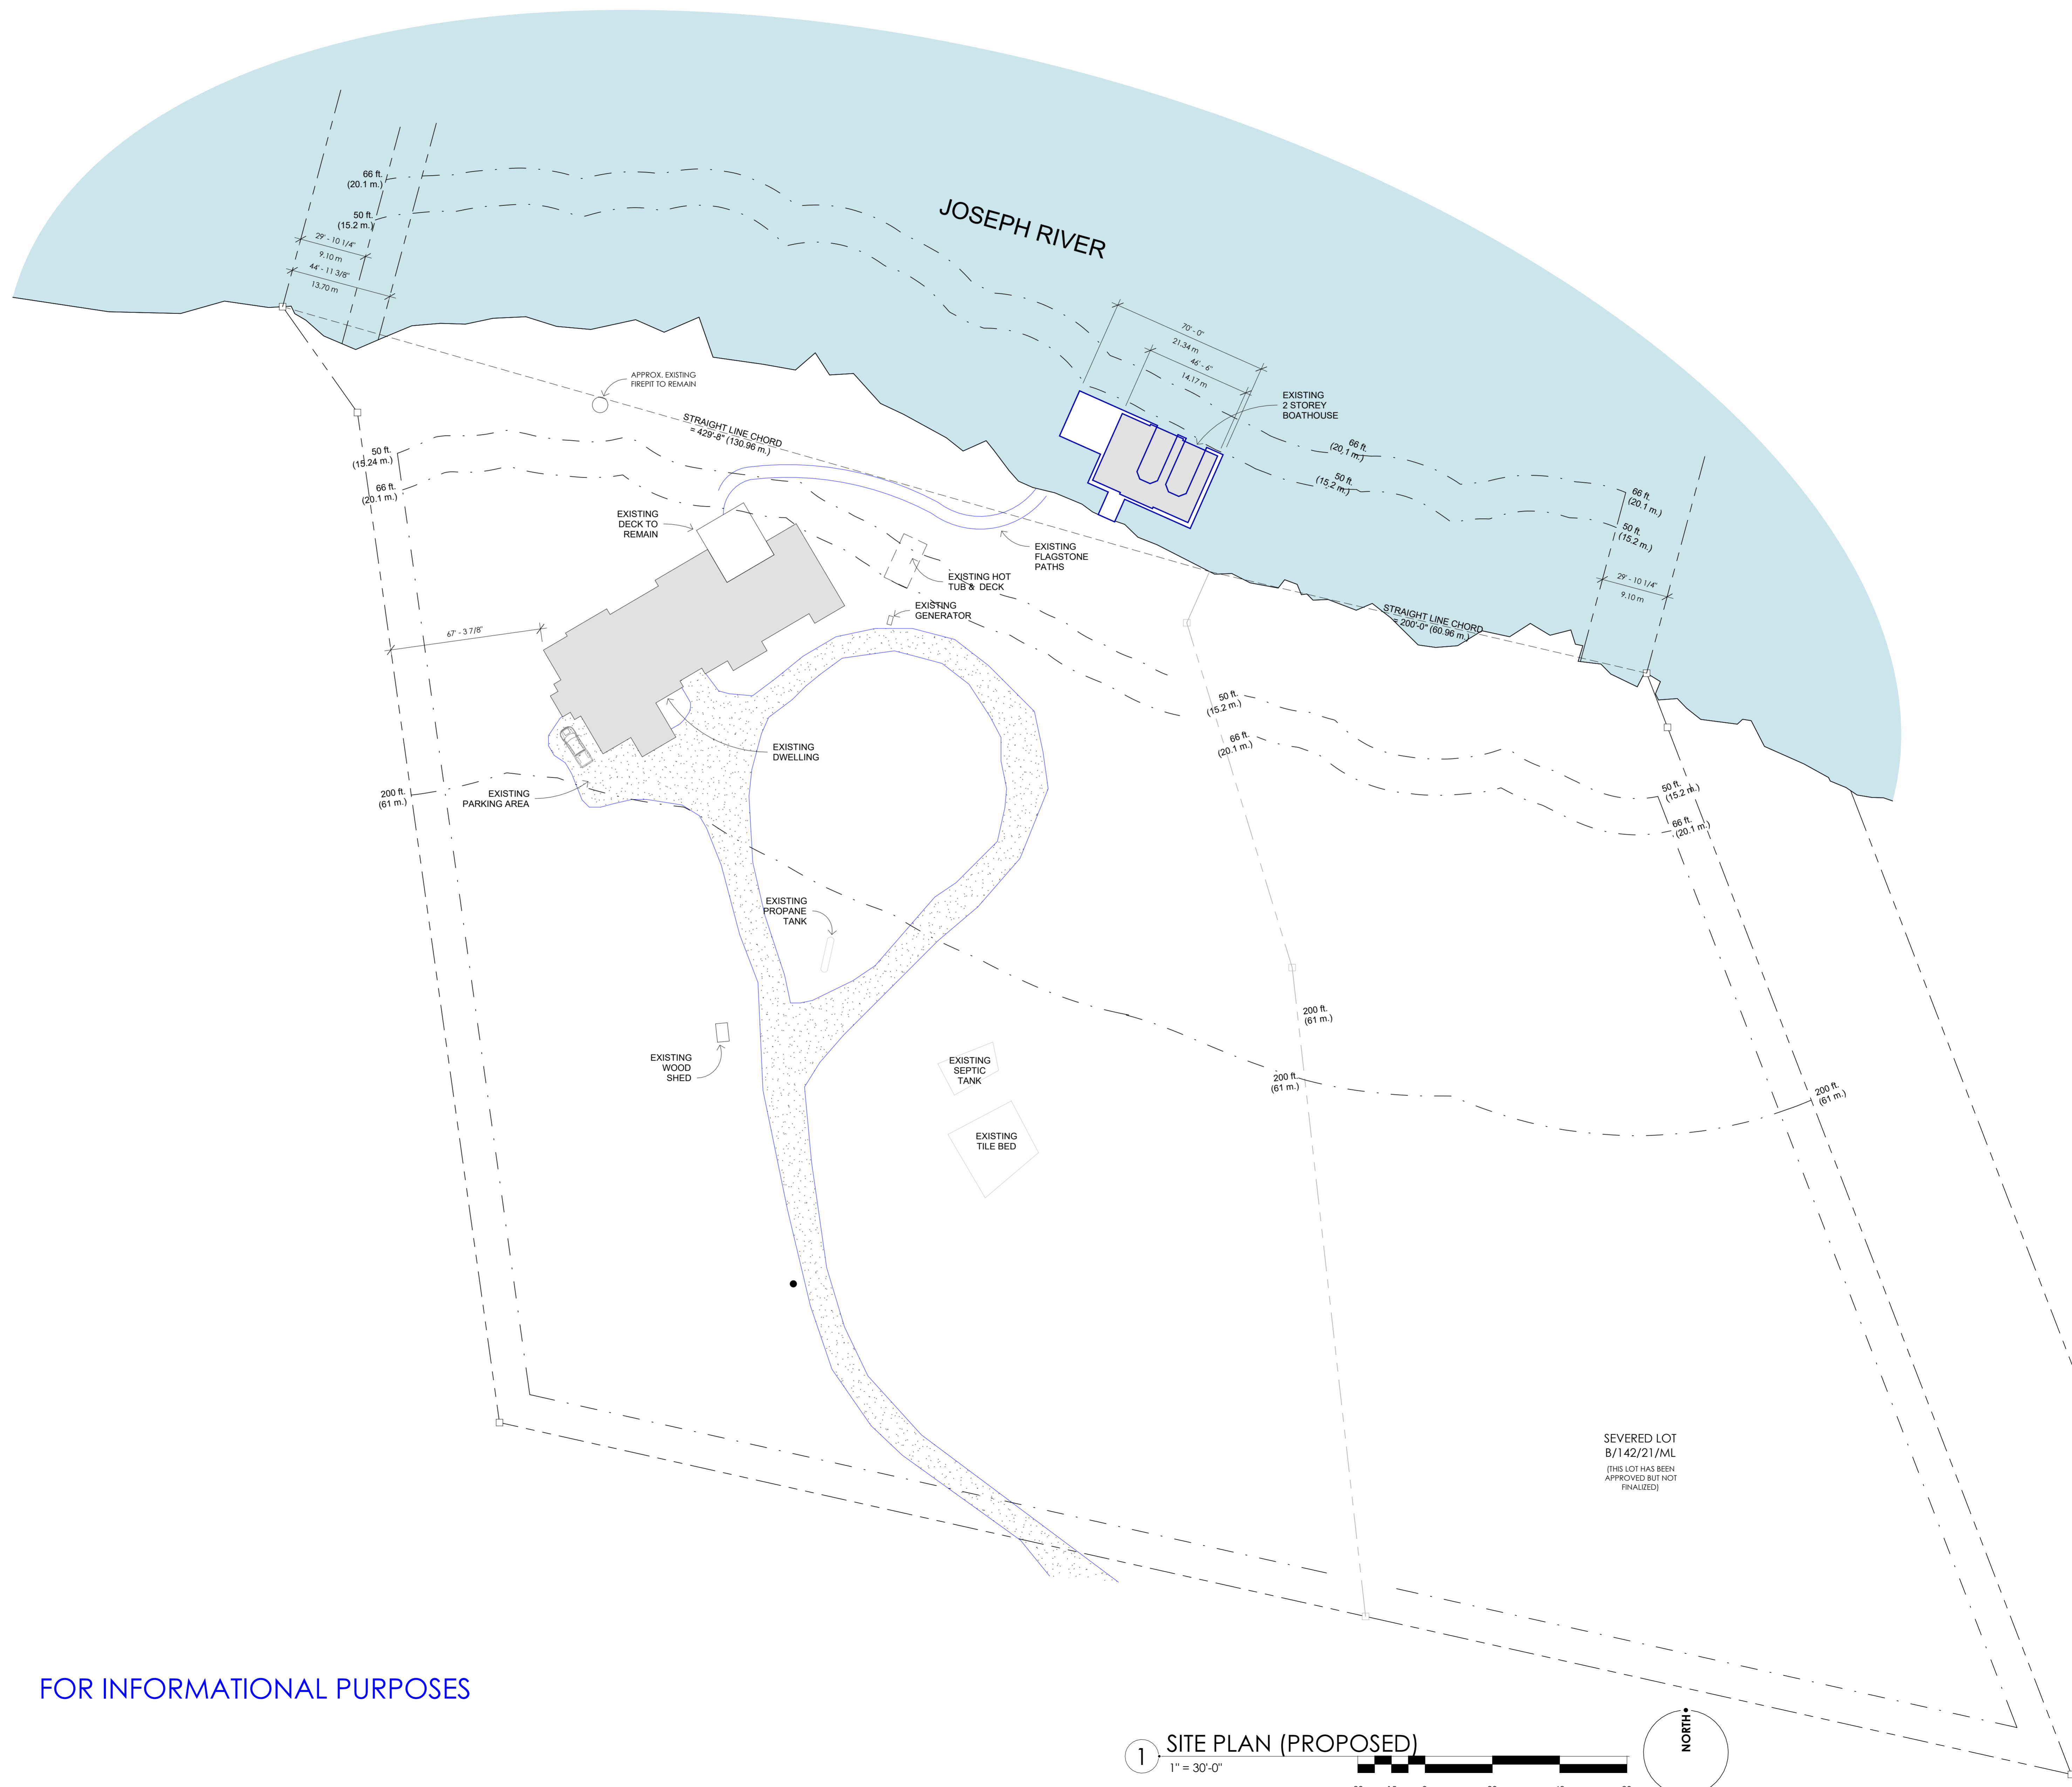 66 ft.
(20.1 m.)
50 ft.
(15.2 m.)
29' - 10 1/4"
9.10 m
44' - 11 3/8"
13.70 m
JOSEPH RIVER
70' - 0"
21.34 m
46' - 6"
14.17 m
EXISTING
2 STOREY
BOATHOUSE
APPROX. EXISTING
FIREPIT TO REMAIN
STRAIGHT LINE CHORD
= 429'-8" (130.96 m.)
50 ft.
(15.24 m.)
66 ft.
(20.1 m.)
66 ft.
(20.1 m.)
50 ft.
(15.2 m.)
66 ft.
(20.1 m.)
50 ft.
(15.2 m.)
29' - 10 1/4"
9.10 m
EXISTING
DECK TO
REMAIN
EXISTING
FLAGSTONE
PATHS
EXISTING HOT
TUB & DECK
EXISTING
GENERATOR
STRAIGHT LINE CHORD
= 200'-0" (60.96 m.)
67' - 3 7/8"
50 ft.
(15.2 m.)
66 ft.
(20.1 m.)
EXISTING
DWELLING
200 ft.
(61 m.)
EXISTING
PARKING AREA
50 ft.
(15.2 m.)
66 ft.
(20.1 m.)
EXISTING
PROPANE
TANK
200 ft.
(61 m.)
EXISTING
WOOD
SHED
EXISTING
SEPTIC
TANK
200 ft.
(61 m.)
200 ft.
(61 m.)
EXISTING
TILE BED
SEVERED LOT
B/142/21/ML
(THIS LOT HAS BEEN
APPROVED BUT NOT
FINALIZED)
FOR INFORMATIONAL PURPOSES
1
SITE PLAN (PROPOSED)
1" = 30'-0"
NORTH